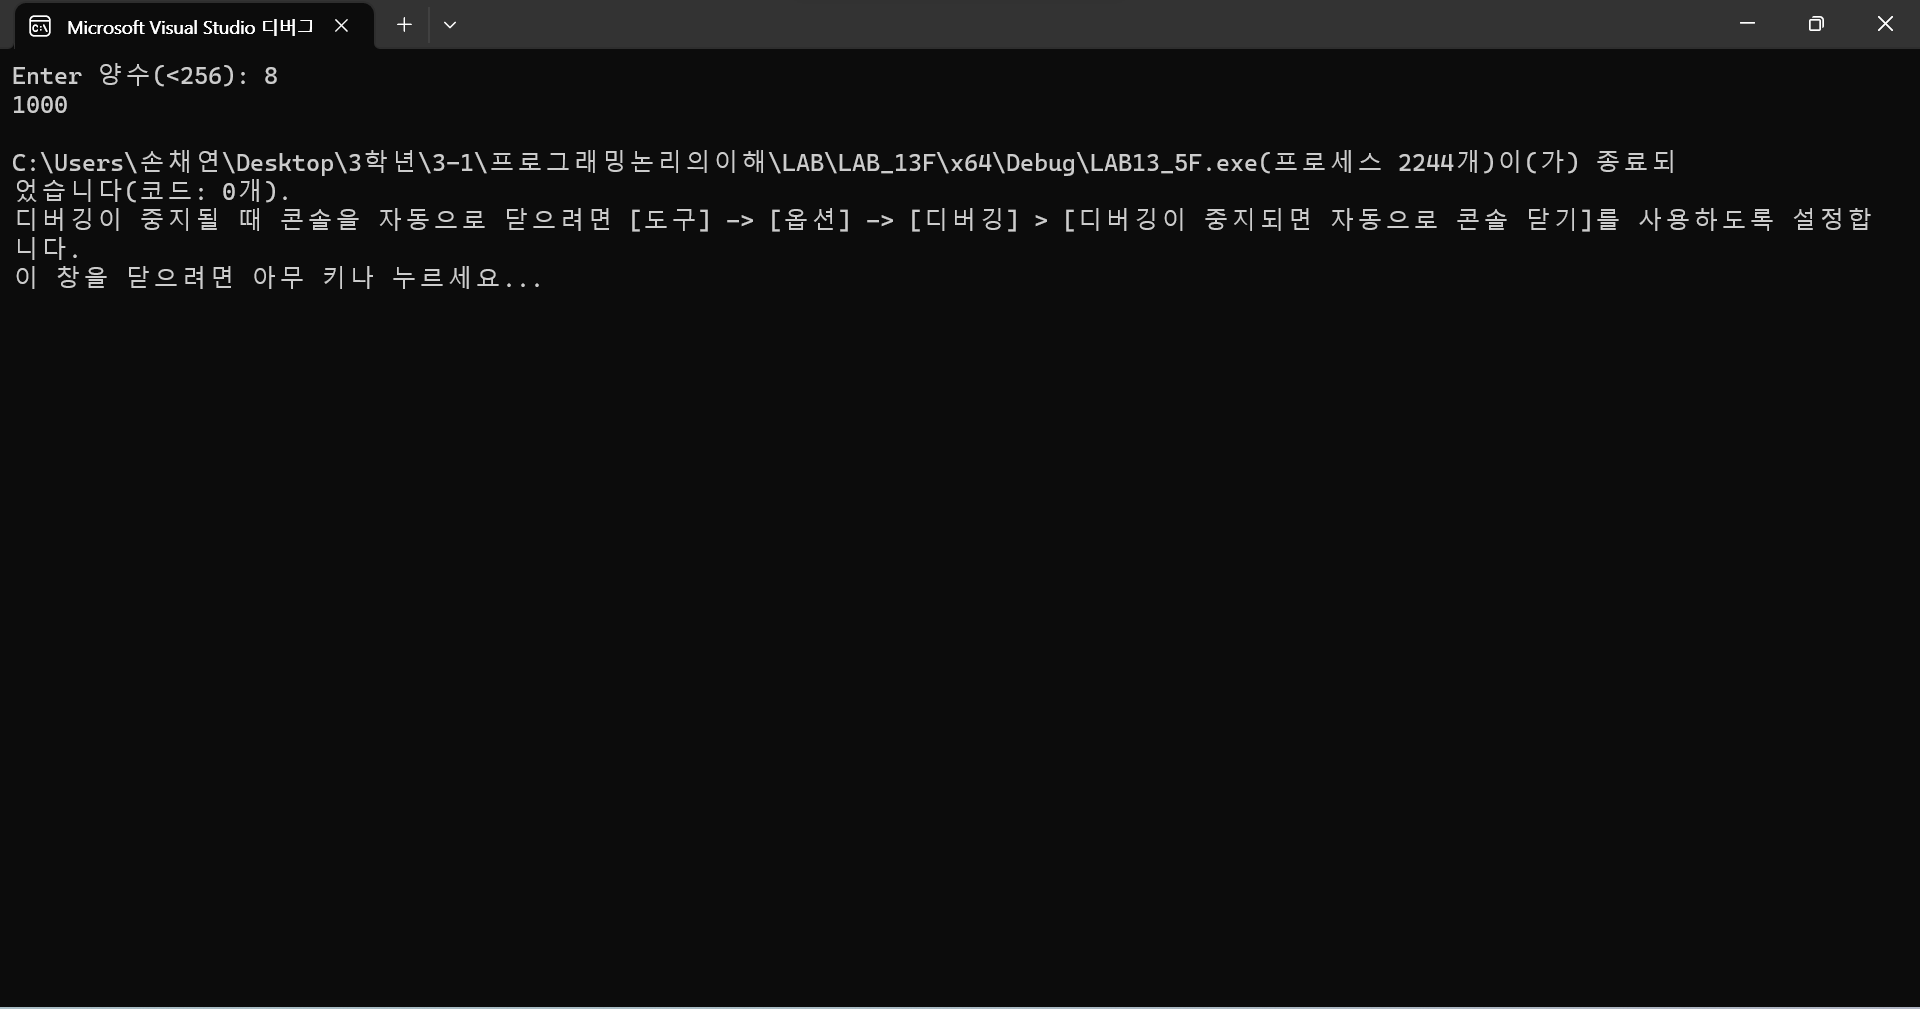 Microsoft Visual Studio 디버그
Enter 양수(<256): 8
1000
C:\Users\손채연\Desktop\3학년\3-1\프로그래밍논리의이해\LAB\LAB_13F\x64\Debug\LAB13_5F.exe(프로세스 2244개)이(가) 종료되
었습니다(코드: 0개).
디버깅이 중지될 때 콘솔을 자동으로 닫으려면 [도구] -> [옵션] -> [디버깅] > [디버깅이 중지되면 자동으로 콘솔 닫기]를 사용하도록 설정합
니다.
이 창을 닫으려면 아무 키나 누르세요...